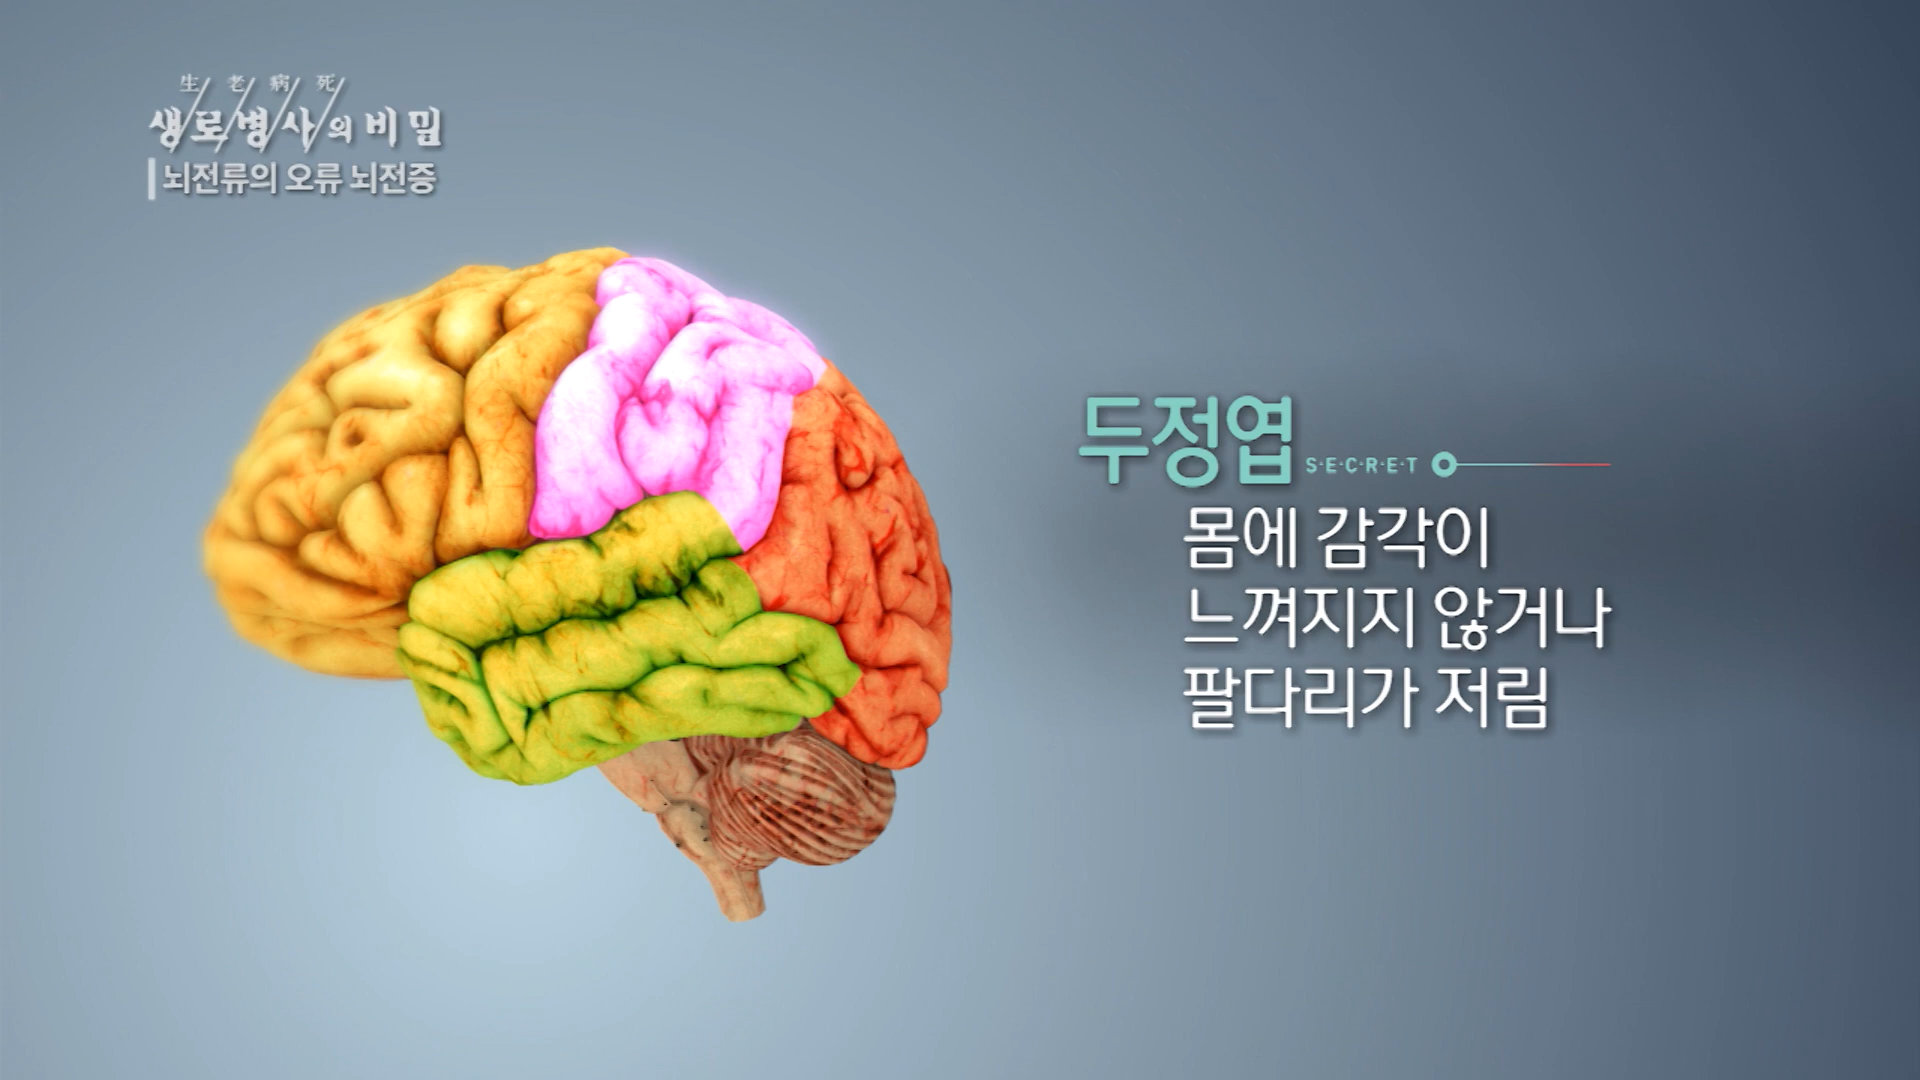 生老病死
생로병사의 비밀
뇌전류의 오류 뇌전증
두정엽 S·E·C·R·E·T
몸에 감각이
느껴지지 않거나
팔다리가 저림